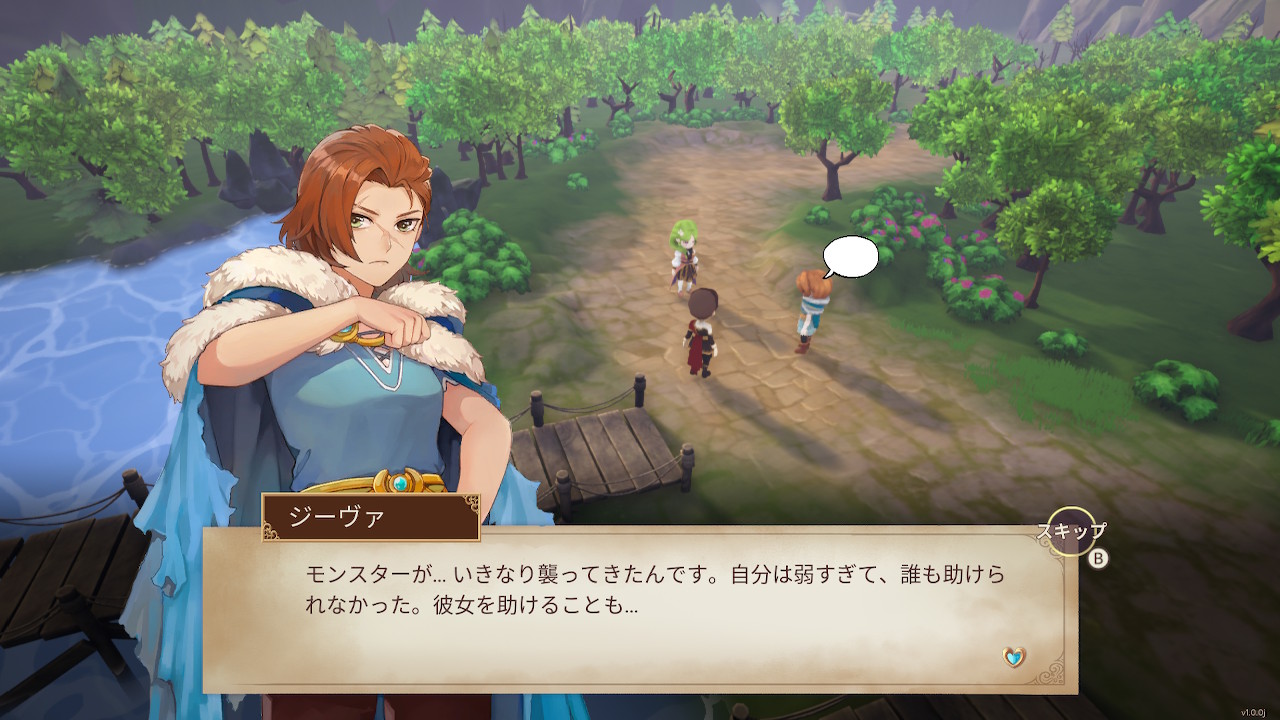 ジーヴァ
スキップ
B
モンスターが... いきなり襲ってきたんです。自分は弱すぎて、誰も助けら
れなかった。彼女を助けることも...
v1.0.0j